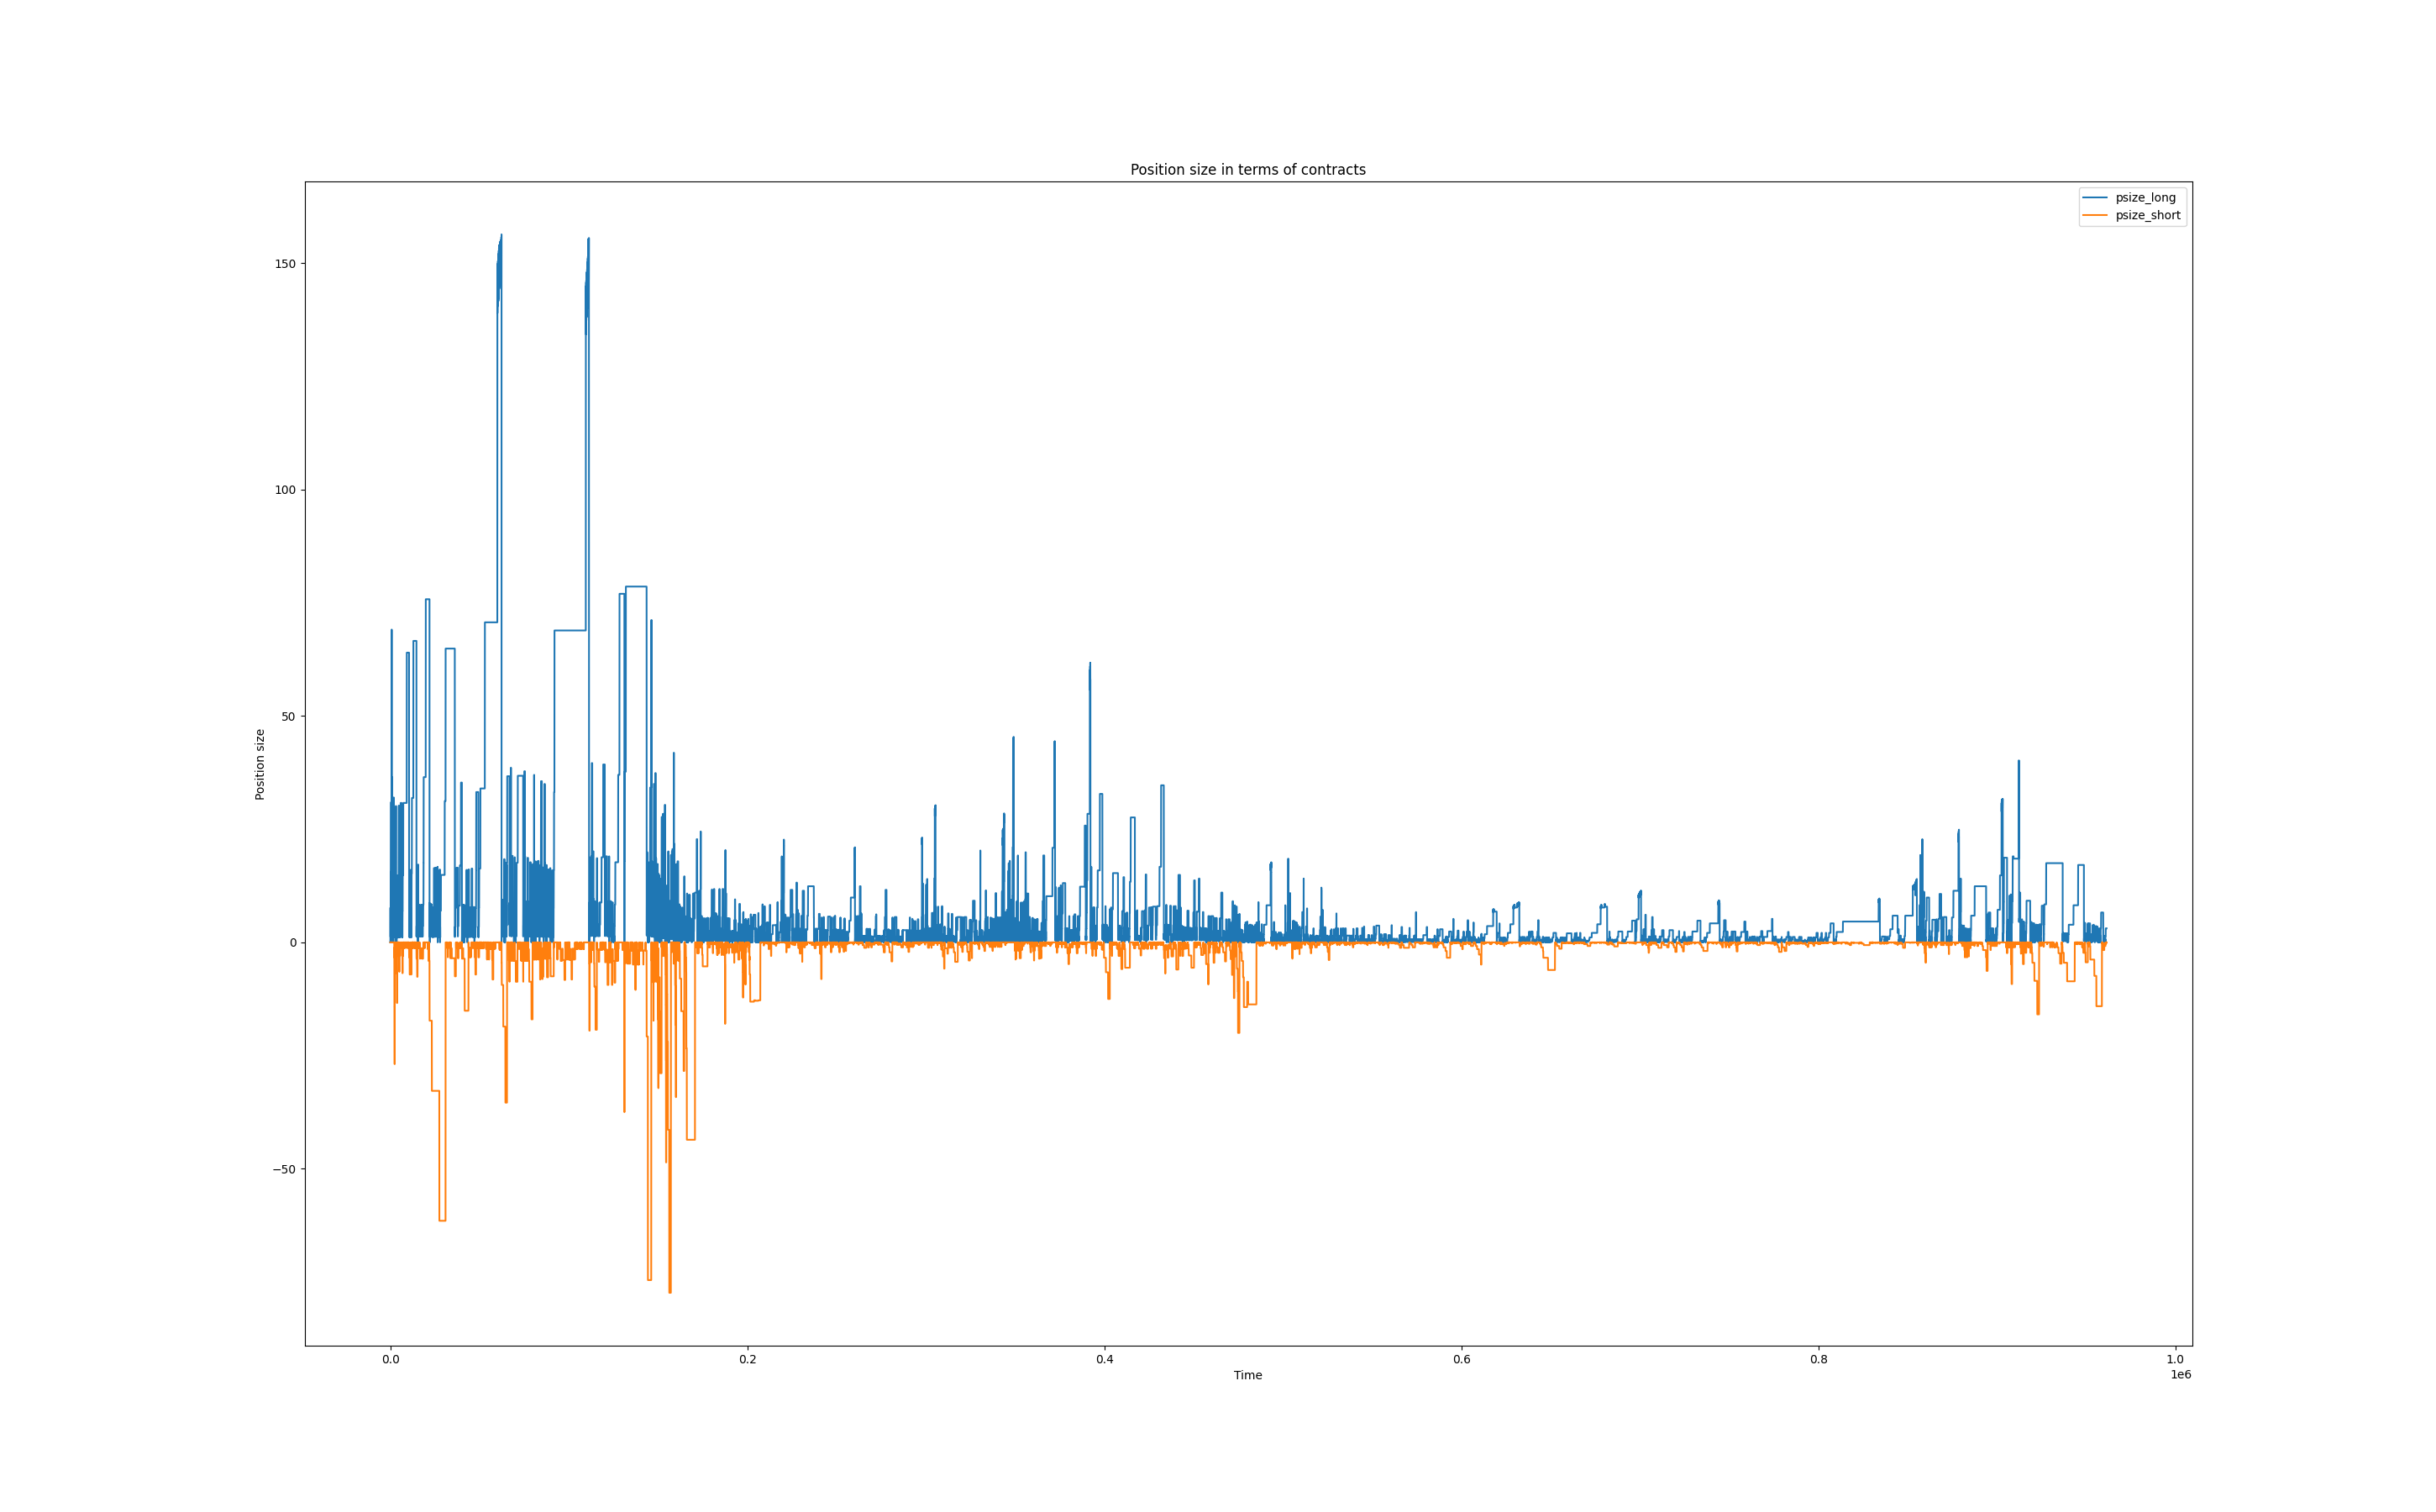 Position size in terms of contracts
psize_long
psize_short
150
100
50
0
−50
Position size
0.0
0.2
0.4
0.6
0.8
1.0
1e6
Time